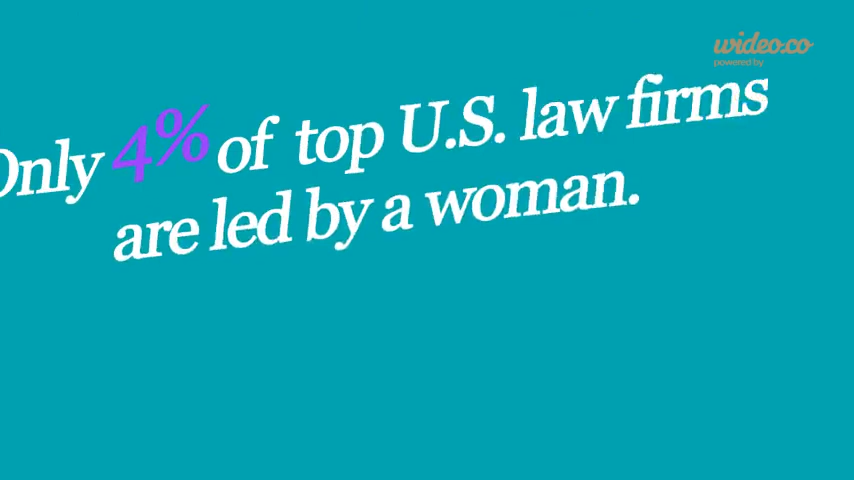 wideo.co
powered by
Only 4% of top U.S. law firms
are led by a woman.